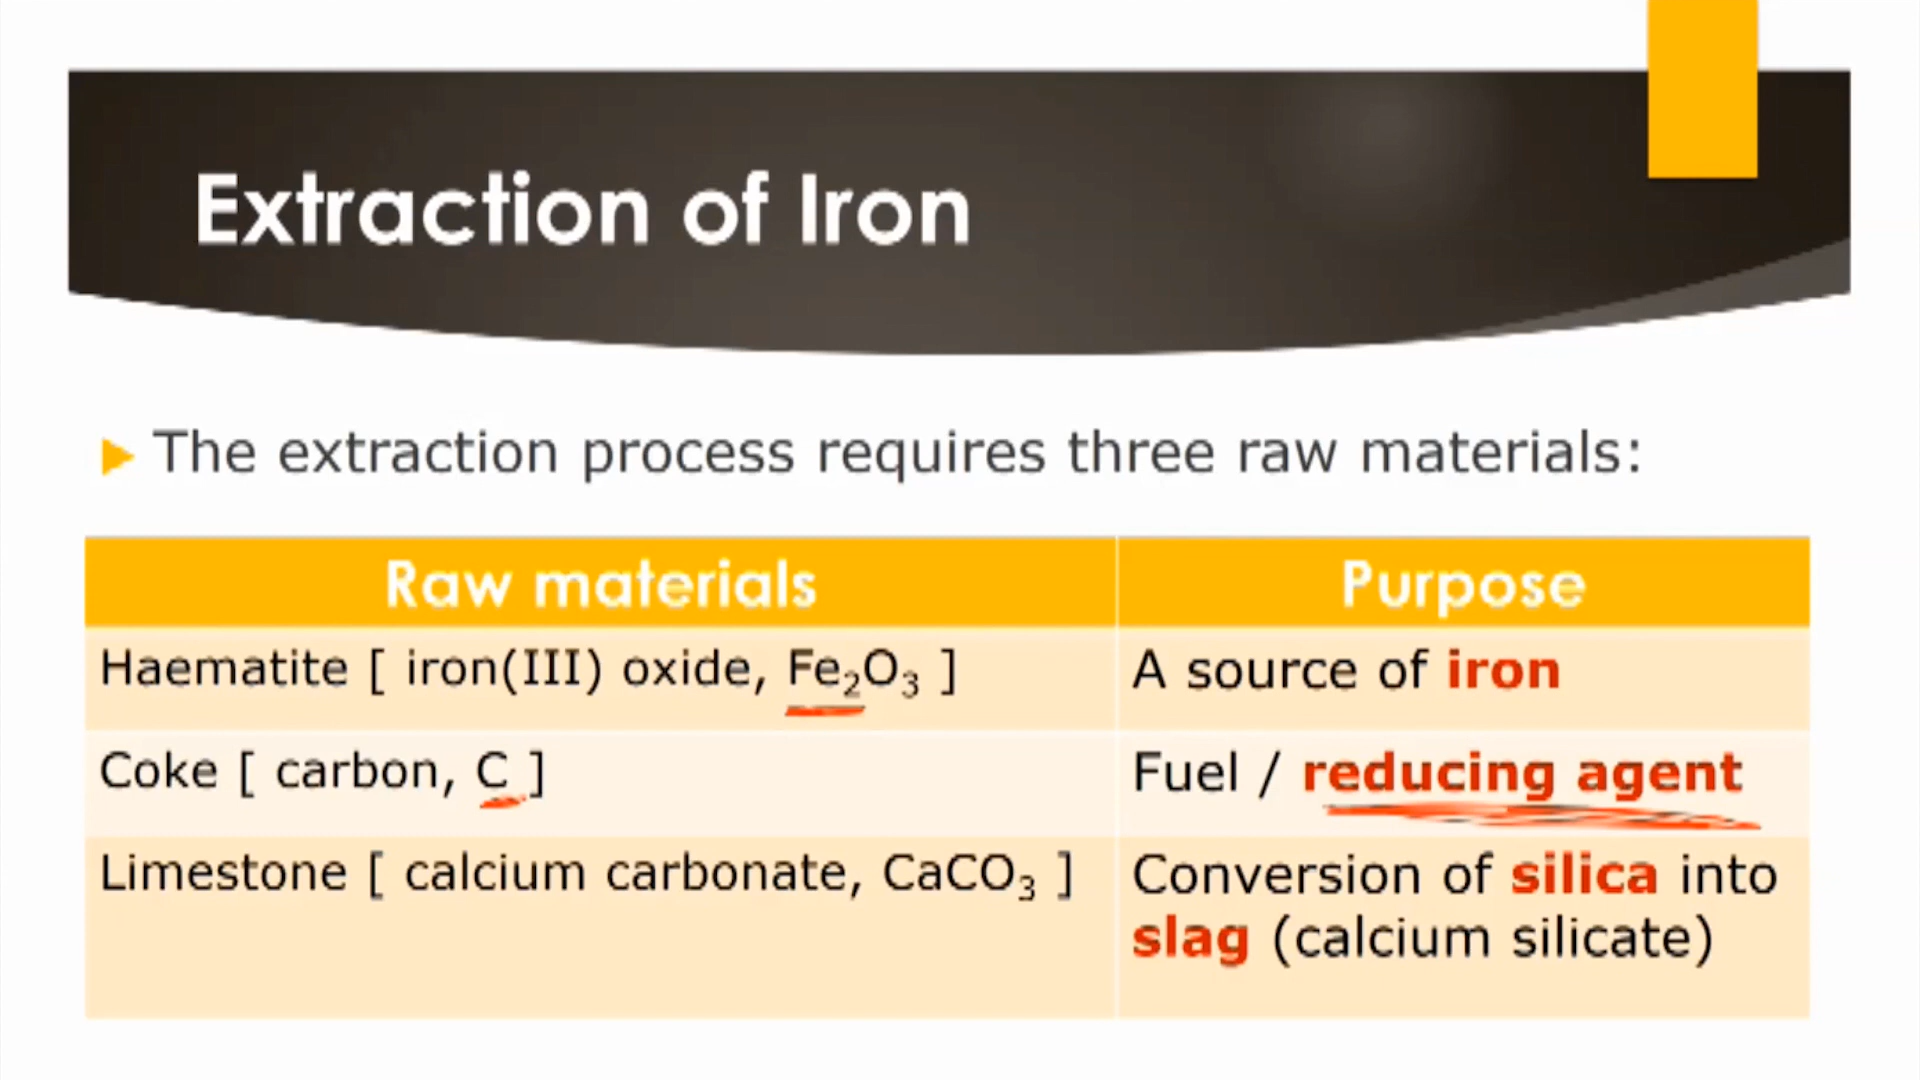 Extraction of Iron
The extraction process requires three raw materials:
Raw materials
Purpose
Haematite [ iron(III) oxide, Fe₂O₃ ]
A source of iron
Coke [ carbon, C ]
Fuel / reducing agent
Limestone [ calcium carbonate, CaCO₃ ]
Conversion of silica into
slag (calcium silicate)